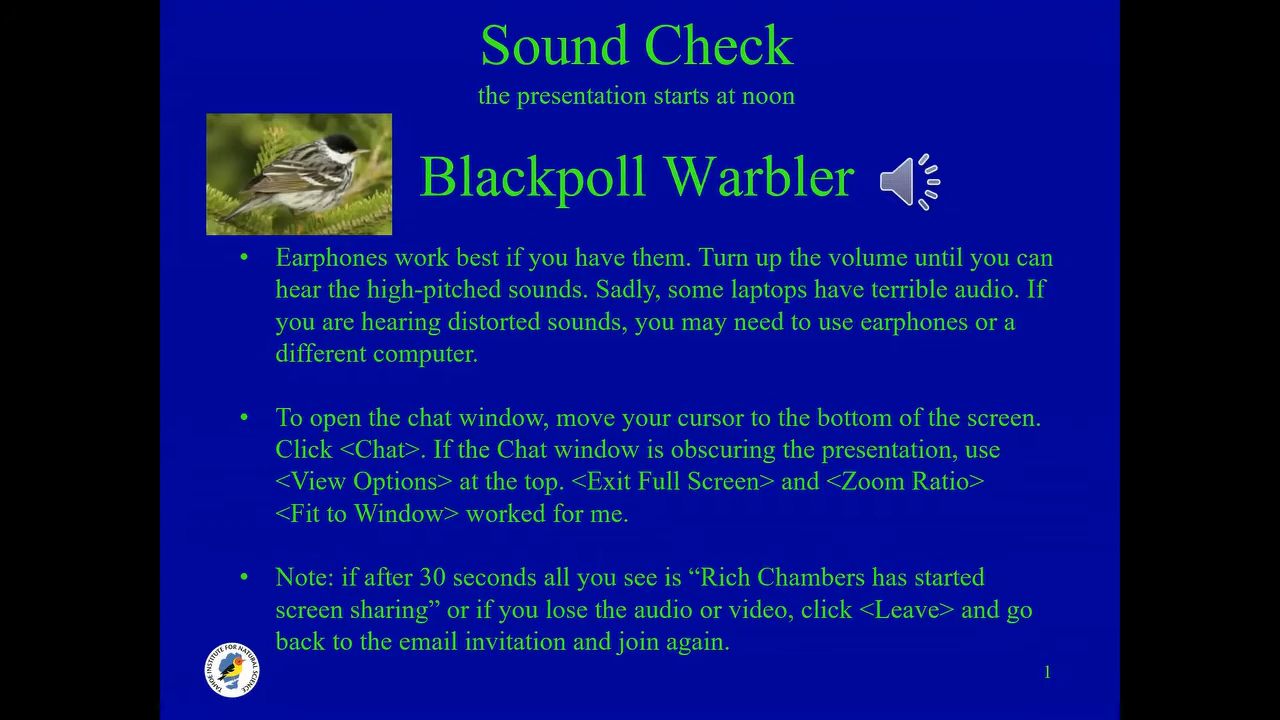 Sound Check
the presentation starts at noon
Blackpoll Warbler
• Earphones work best if you have them. Turn up the volume until you can
hear the high-pitched sounds. Sadly, some laptops have terrible audio. If
you are hearing distorted sounds, you may need to use earphones or a
different computer.
• To open the chat window, move your cursor to the bottom of the screen.
Click <Chat>. If the Chat window is obscuring the presentation, use
<View Options> at the top. <Exit Full Screen> and <Zoom Ratio>
<Fit to Window> worked for me.
• Note: if after 30 seconds all you see is “Rich Chambers has started
screen sharing” or if you lose the audio or video, click <Leave> and go
back to the email invitation and join again.
TAHOE INSTITUTE FOR NATURAL SCIENCE
1